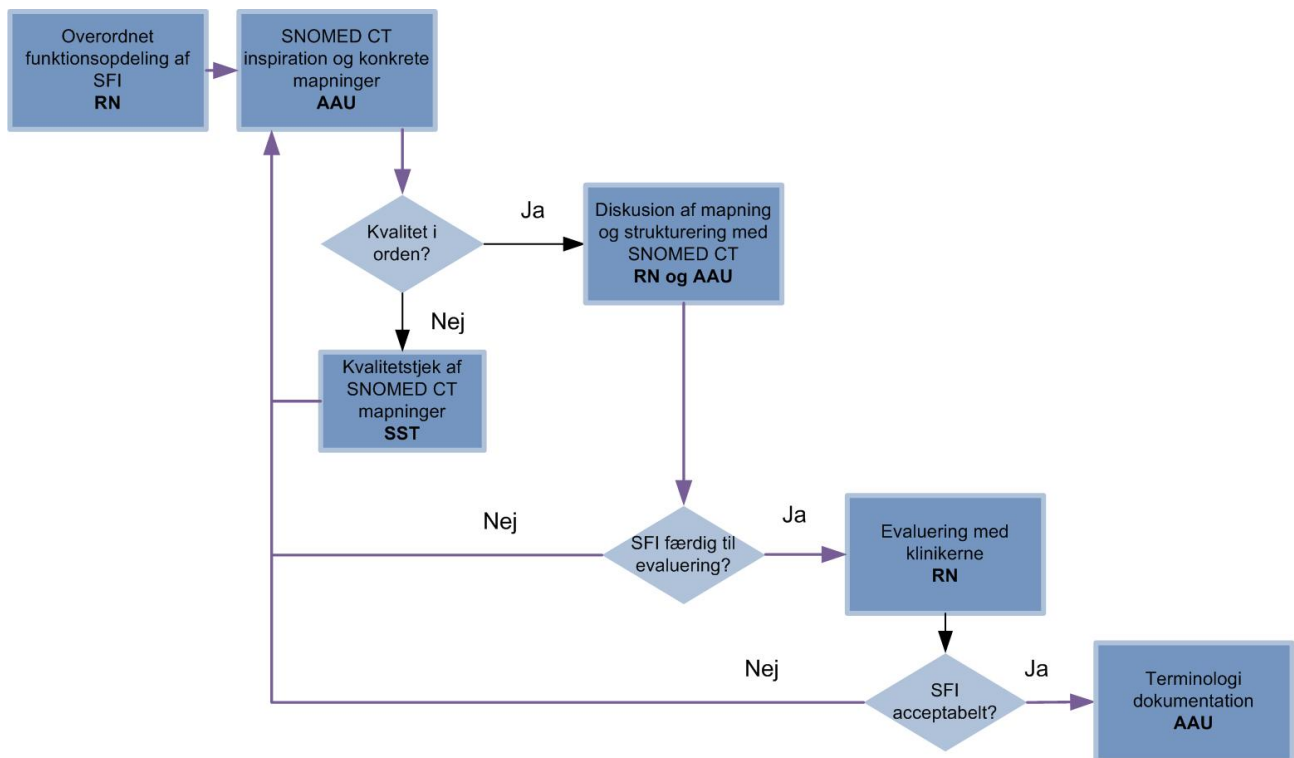 Overordnet
funktionsopdeling af
SFI
RN
SNOMED CT
inspiration og konkrete
mapninger
AAU
Kvalitet i
orden?
Ja
Diskusion af mapning
og strukturering med
SNOMED CT
RN og AAU
Nej
Kvalitetstjek af
SNOMED CT
mapninger
SST
Nej
SFI færdig til
evaluering?
Ja
Evaluering med
klinikerne
RN
Nej
SFI
acceptabelt?
Ja
Terminologi
dokumentation
AAU